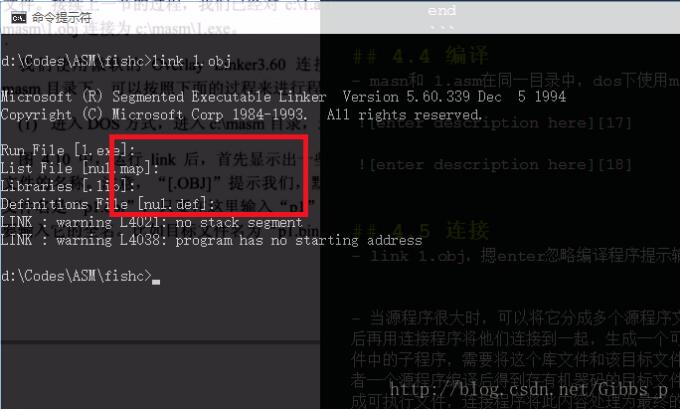 命令提示符
d:\Codes\ASM\fishc>link 1.obj
Microsoft (R) Segmented Executable Linker  Version 5.60.339 Dec  5 1994
Copyright (C) Microsoft Corp 1984-1993.  All rights reserved.
Run File [1.exe]:
List File [nul.map]:
Libraries [.lib]:
Definitions File [nul.def]:
LINK : warning L4021: no stack segment
LINK : warning L4038: program has no starting address
d:\Codes\ASM\fishc>_
end
```
## 4.4 编译
- masn和 1.asm在同一目录中，dos下使用m
![enter description here][17]
![enter description here][18]
## 4.5 连接
- link 1.obj，摁enter忽略编译程序提示输
- 当源程序很大时，可以将它分成多个源程序文
后再用连接程序将他们连接到一起，生成一个可
件中的子程序，需要将这个库文件和该目标文件
者一个源程序编译后得到存有机器码的目标文件
成可执行文件，连接程序将此内容处理为最终的
http://blog.csdn.net/Gibbs_p